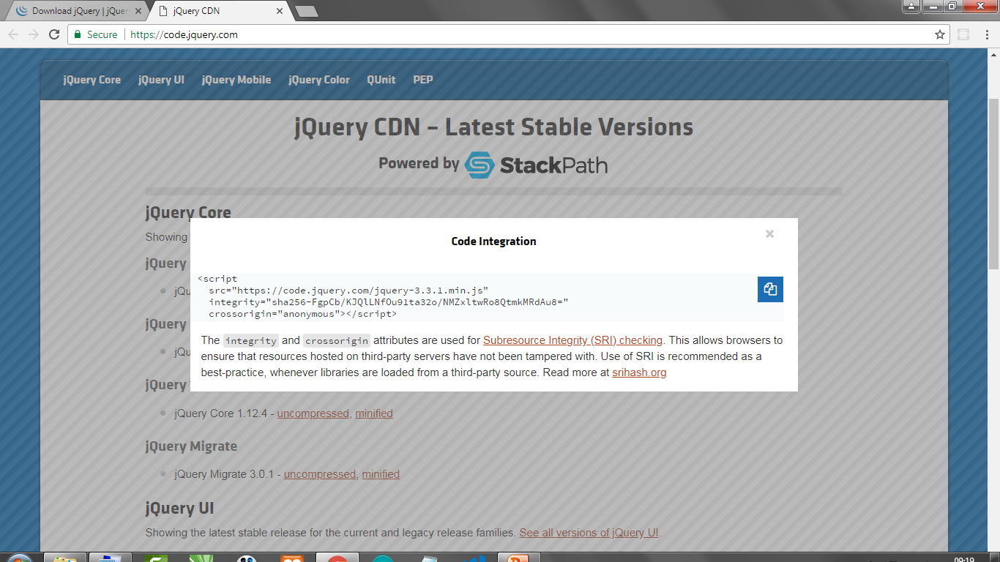 Download jQuery | jQuer
jQuery CDN
Secure https://code.jquery.com
jQuery Core jQuery UI jQuery Mobile jQuery Color QUnit PEP
jQuery CDN – Latest Stable Versions
Powered by StackPath
jQuery Core
Showing
Code Integration
jQuery
<script
src="https://code.jquery.com/jquery-3.3.1.min.js"
integrity="sha256-FgpCb/KJQlLNfOu91ta32o/NMZxltwRo8QtmkMRdAu8="
crossorigin="anonymous"></script>
jQuery
The integrity and crossorigin attributes are used for Subresource Integrity (SRI) checking. This allows browsers to
ensure that resources hosted on third-party servers have not been tampered with. Use of SRI is recommended as a
best-practice, whenever libraries are loaded from a third-party source. Read more at srihash.org
jQuery
jQuery Core 1.12.4 - uncompressed, minified
jQuery Migrate
jQuery Migrate 3.0.1 - uncompressed, minified
jQuery UI
Showing the latest stable release for the current and legacy release families. See all versions of jQuery UI.
09:19